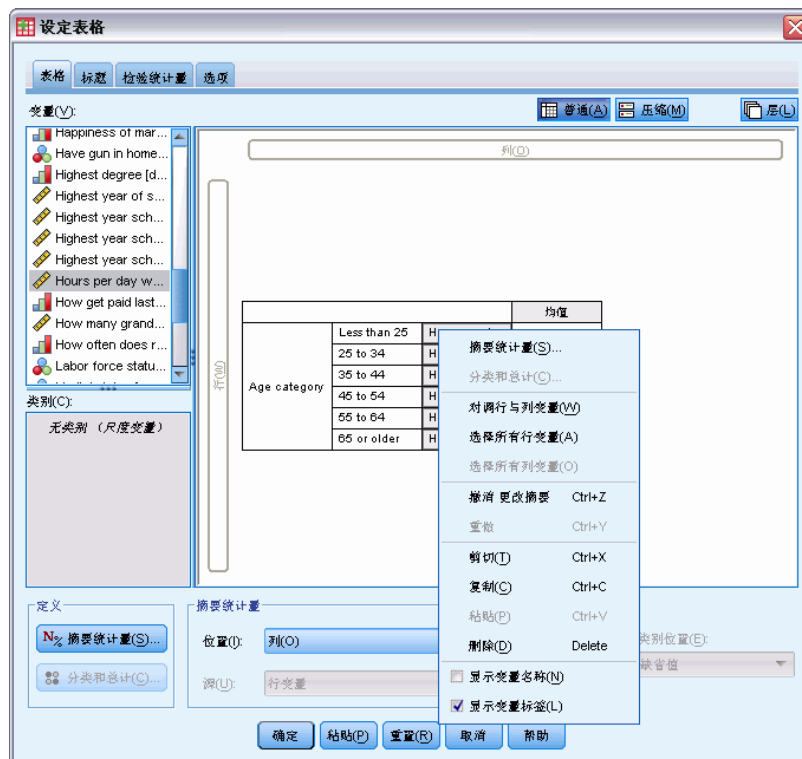 设定表格
表格 标题 检验统计量 选项
变量(V):
普通(A) 压缩(M) 层(L)
Happiness of mar...
Have gun in home...
Highest degree [d...
Highest year of s...
Highest year sch...
Highest year sch...
Highest year sch...
Hours per day w...
How get paid last...
How many grand...
How often does r...
Labor force statu...
类别(C):
无类别 （尺度变量）
列(O)
行(W)
均值
Age category
Less than 25 H
25 to 34 H
35 to 44 H
45 to 54 H
55 to 64 H
65 or older H
摘要统计量(S)...
分类和总计(C)...
对调行与列变量(W)
选择所有行变量(A)
选择所有列变量(O)
撤消 更改摘要 Ctrl+Z
重做 Ctrl+Y
剪切(T) Ctrl+X
复制(C) Ctrl+C
粘贴(P) Ctrl+V
删除(D) Delete
显示变量名称(N)
显示变量标签(L)
定义
N% 摘要统计量(S)...
分类和总计(C)...
摘要统计量
位置(I): 列(O)
源(U): 行变量
类别位置(E):
缺省值
确定 粘贴(P) 重置(R) 取消 帮助